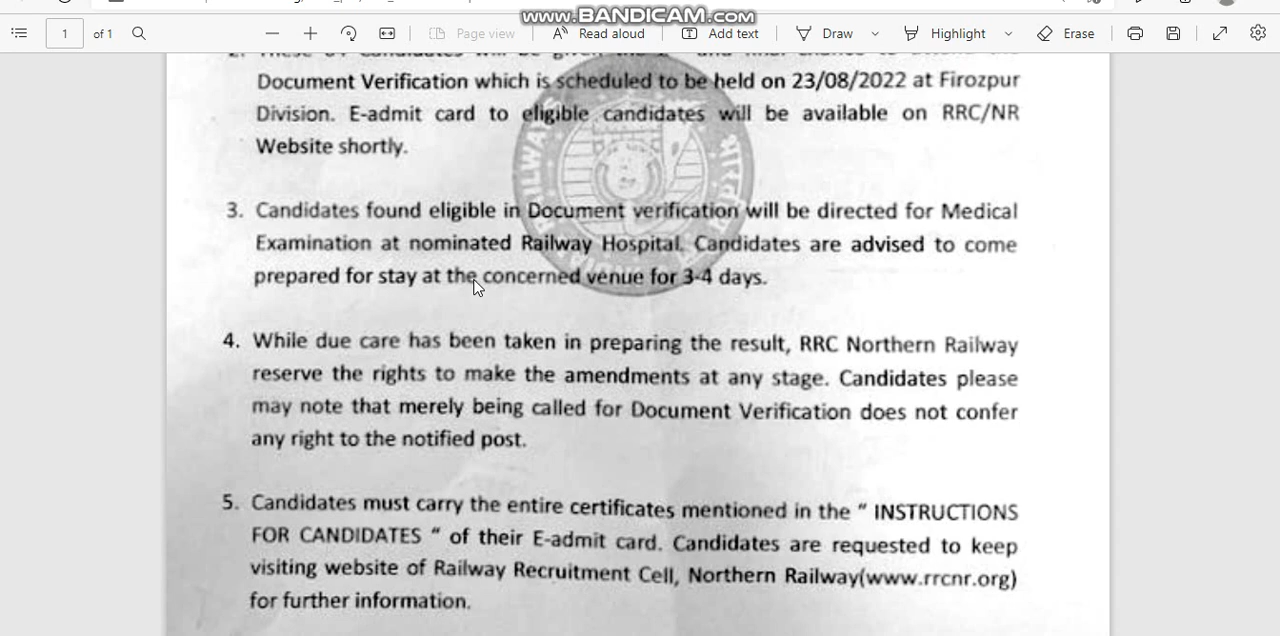 www.BANDICAM.com
1 of 1 Page view Read aloud Add text Draw Highlight Erase
Document Verification which is scheduled to be held on 23/08/2022 at Firozpur
Division. E-admit card to eligible candidates will be available on RRC/NR
Website shortly.
3. Candidates found eligible in Document verification will be directed for Medical
Examination at nominated Railway Hospital. Candidates are advised to come
prepared for stay at the concerned venue for 3-4 days.
4. While due care has been taken in preparing the result, RRC Northern Railway
reserve the rights to make the amendments at any stage. Candidates please
may note that merely being called for Document Verification does not confer
any right to the notified post.
5. Candidates must carry the entire certificates mentioned in the " INSTRUCTIONS
FOR CANDIDATES " of their E-admit card. Candidates are requested to keep
visiting website of Railway Recruitment Cell, Northern Railway(www.rrcnr.org)
for further information.